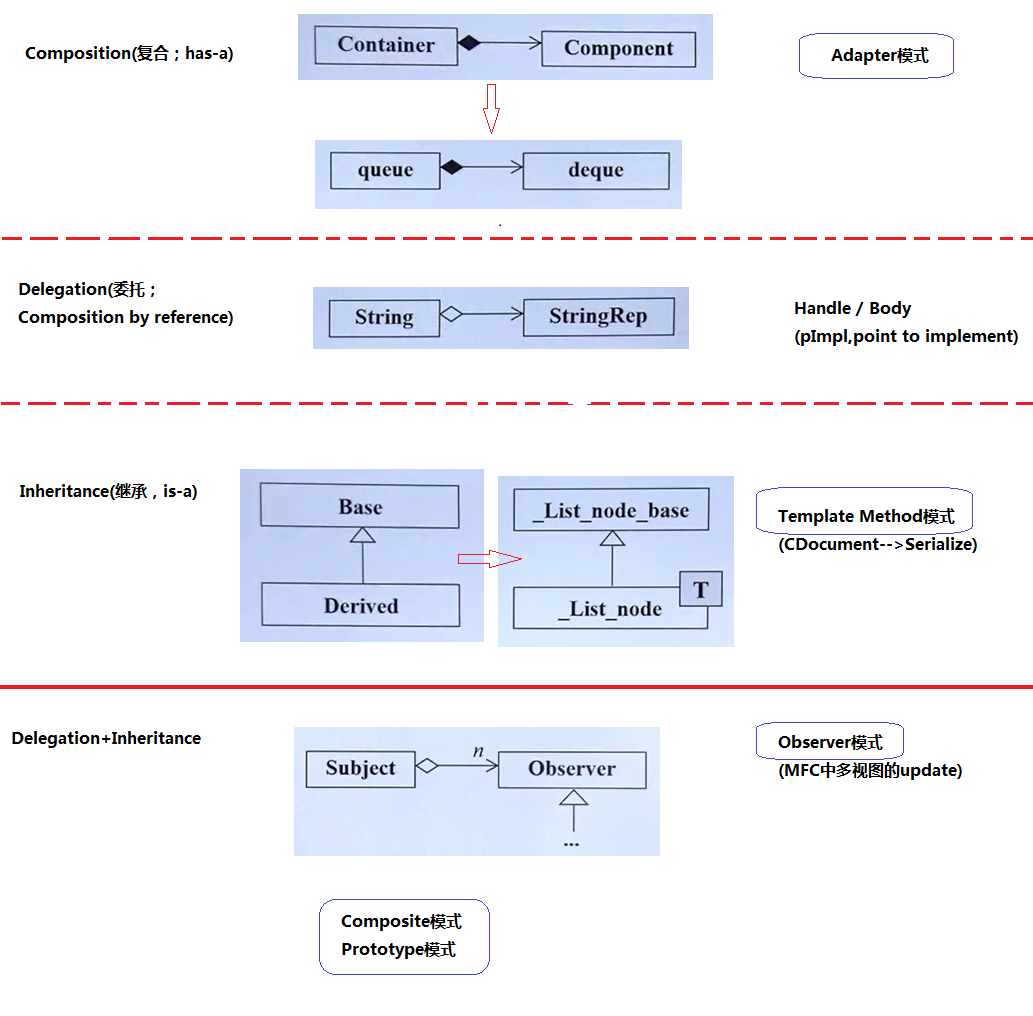 Composition(复合；has-a)
Container
Component
Adapter模式
queue
deque
Delegation(委托；
Composition by reference)
String
StringRep
Handle / Body
(pImpl,point to implement)
Inheritance(继承，is-a)
Base
Derived
_List_node_base
_List_node
T
Template Method模式
(CDocument-->Serialize)
Delegation+Inheritance
Subject
n
Observer
...
Observer模式
(MFC中多视图的update)
Composite模式
Prototype模式